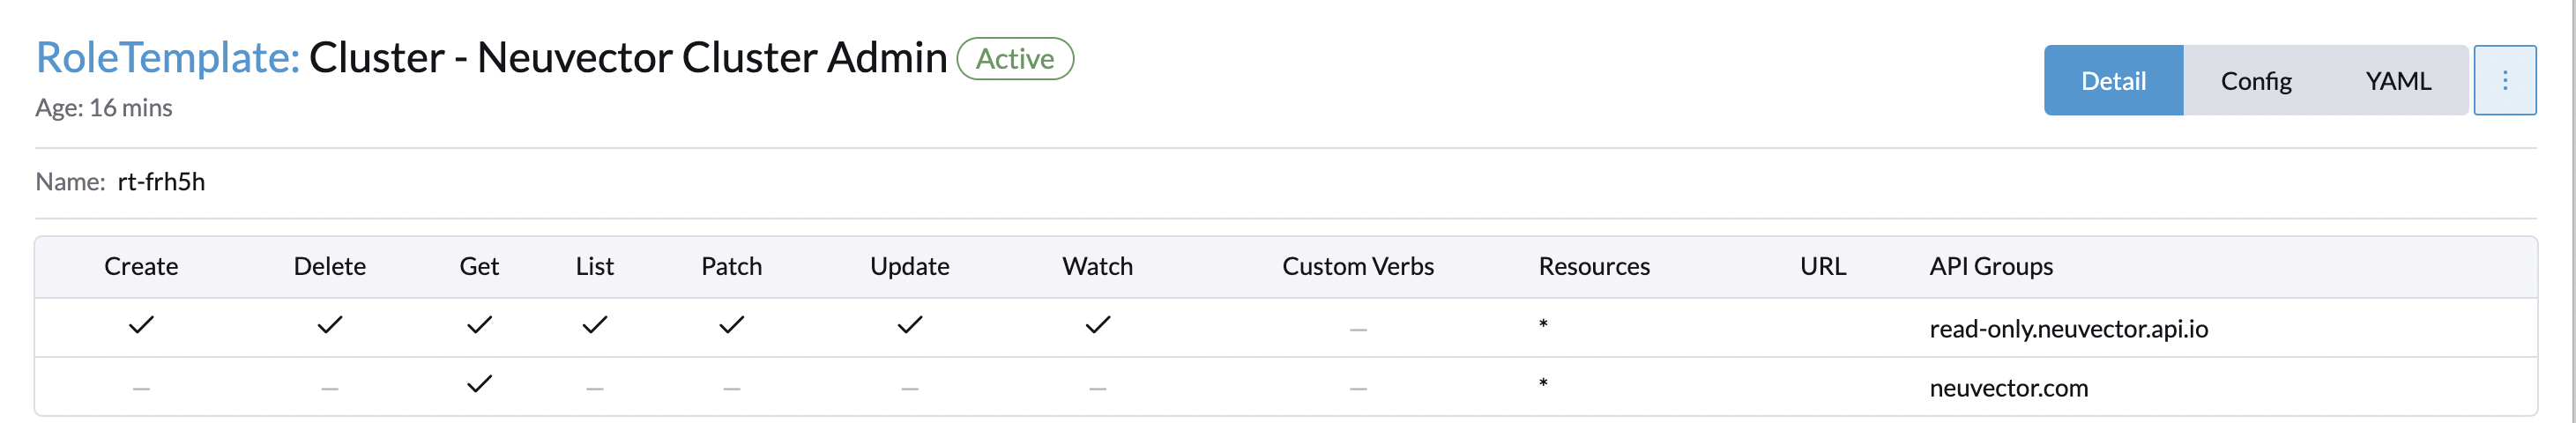 RoleTemplate: Cluster - Neuvector Cluster Admin Active
Detail Config YAML
Age: 16 mins
Name: rt-frh5h
Create Delete Get List Patch Update Watch Custom Verbs Resources URL API Groups
✓ ✓ ✓ ✓ ✓ ✓ ✓ – * read-only.neuvector.api.io
– – ✓ – – – – – * neuvector.com